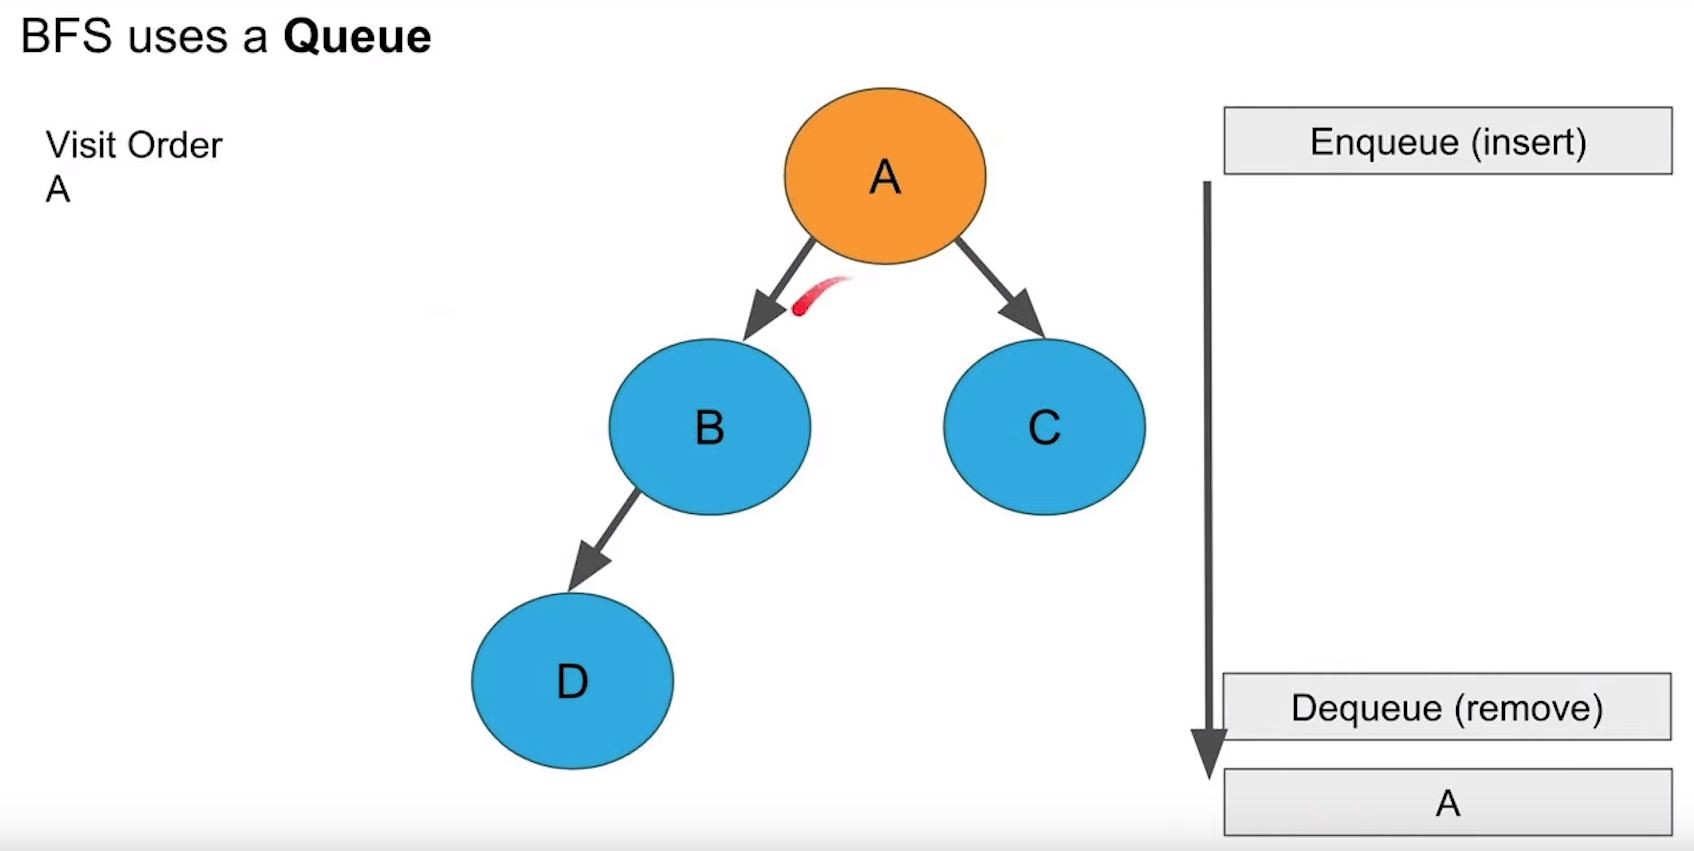 BFS uses a Queue
Visit Order
A
A
B
C
D
Enqueue (insert)
Dequeue (remove)
A